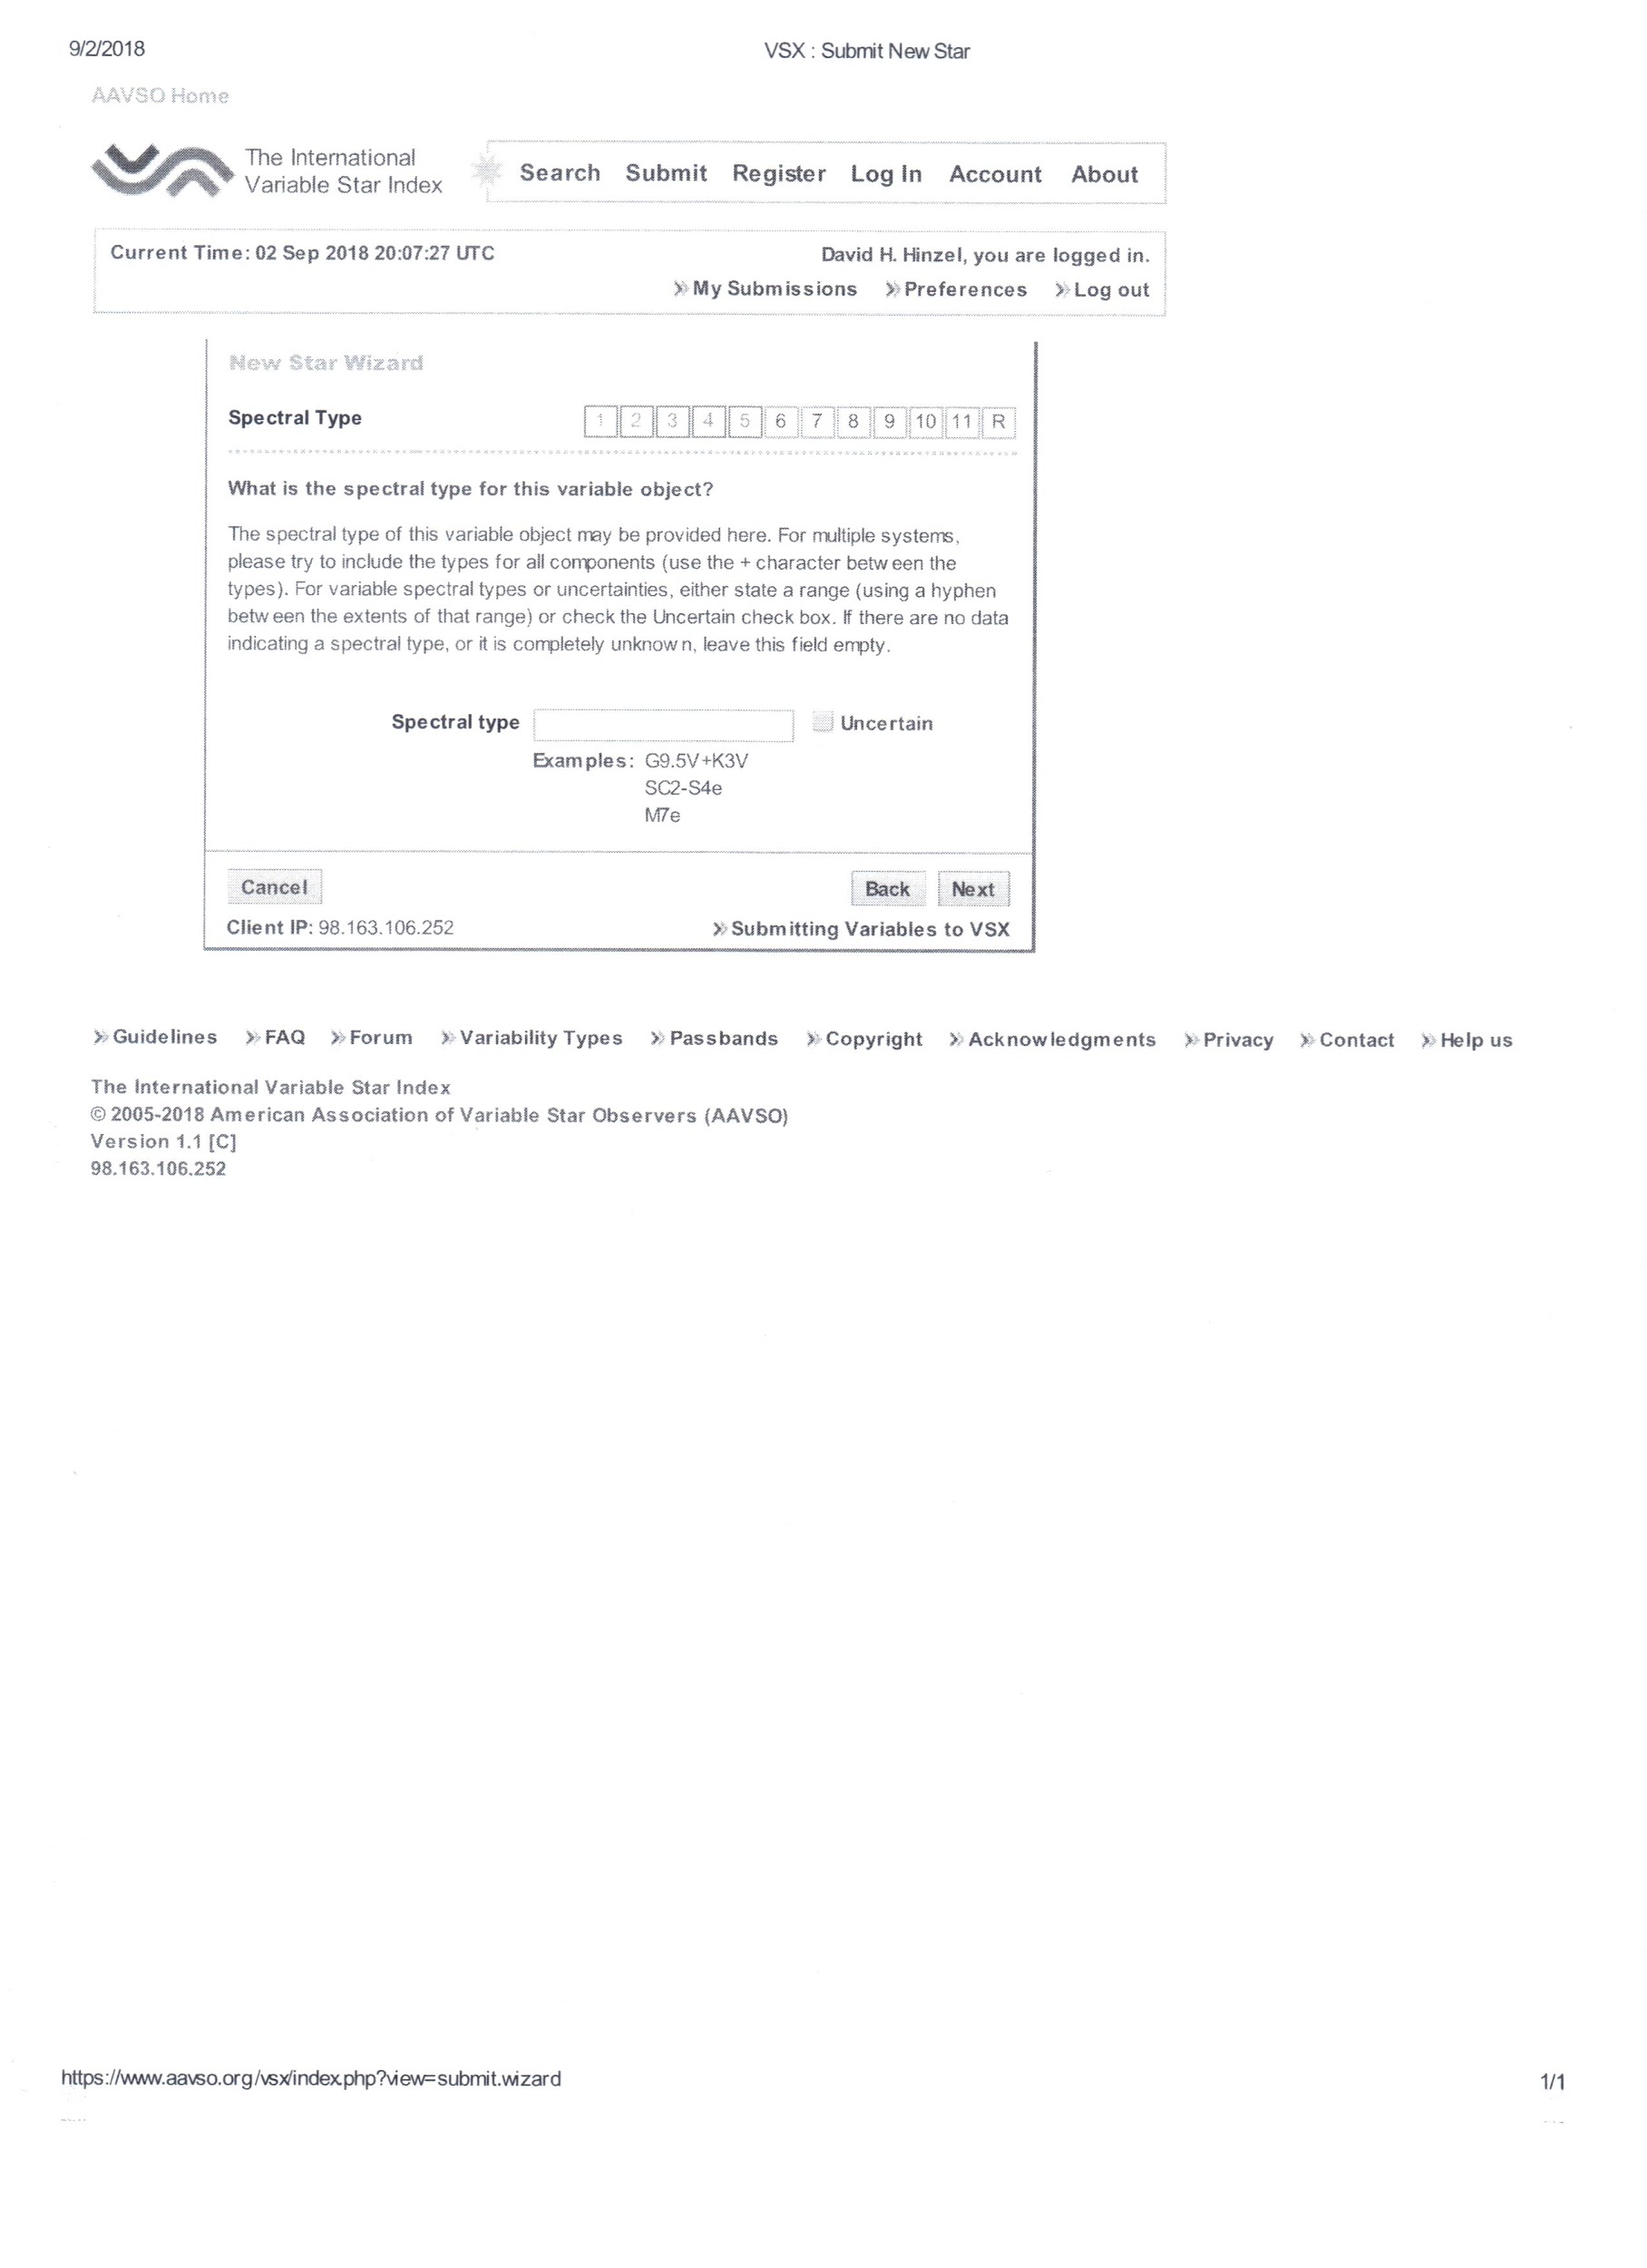 9/2/2018 VSX : Submit New Star
AAVSO Home
The International
Variable Star Index
Search Submit Register Log In Account About
Current Time: 02 Sep 2018 20:07:27 UTC David H. Hinzel, you are logged in.
» My Submissions » Preferences » Log out
New Star Wizard
Spectral Type 1 2 3 4 5 6 7 8 9 10 11 R
What is the spectral type for this variable object?
The spectral type of this variable object may be provided here. For multiple systems,
please try to include the types for all components (use the + character between the
types). For variable spectral types or uncertainties, either state a range (using a hyphen
between the extents of that range) or check the Uncertain check box. If there are no data
indicating a spectral type, or it is completely unknown, leave this field empty.
Spectral type Uncertain
Examples: G9.5V+K3V
SC2-S4e
M7e
Cancel Back Next
Client IP: 98.163.106.252 » Submitting Variables to VSX
» Guidelines » FAQ » Forum » Variability Types » Passbands » Copyright » Acknowledgments » Privacy » Contact » Help us
The International Variable Star Index
© 2005-2018 American Association of Variable Star Observers (AAVSO)
Version 1.1 [C]
98.163.106.252
https://www.aavso.org/vsx/index.php?view=submit.wizard 1/1